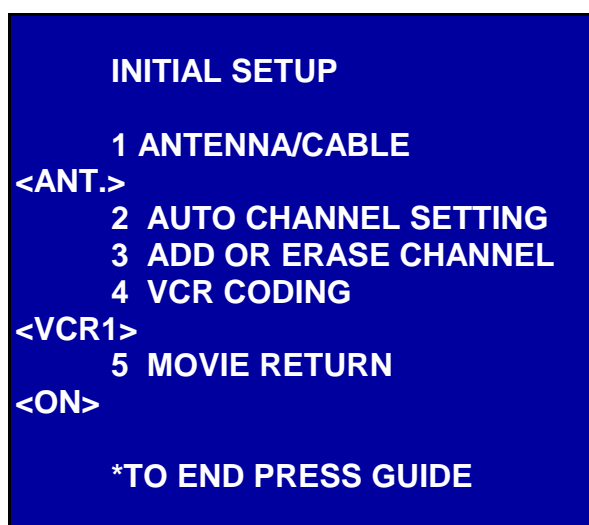 INITIAL SETUP
1 ANTENNA/CABLE
<ANT.>
2 AUTO CHANNEL SETTING
3 ADD OR ERASE CHANNEL
4 VCR CODING
<VCR1>
5 MOVIE RETURN
<ON>
*TO END PRESS GUIDE